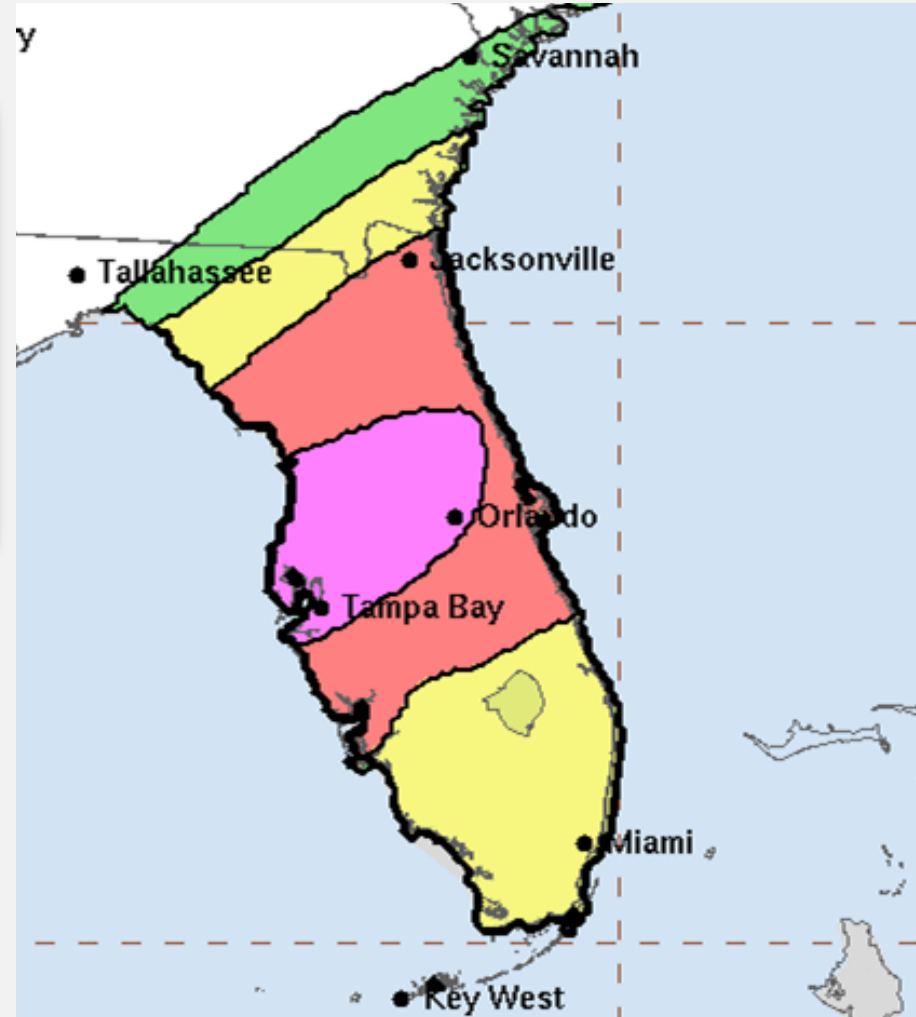 y
Savannah
Jacksonville
Tallahassee
Orlando
Tampa Bay
Miami
Key West